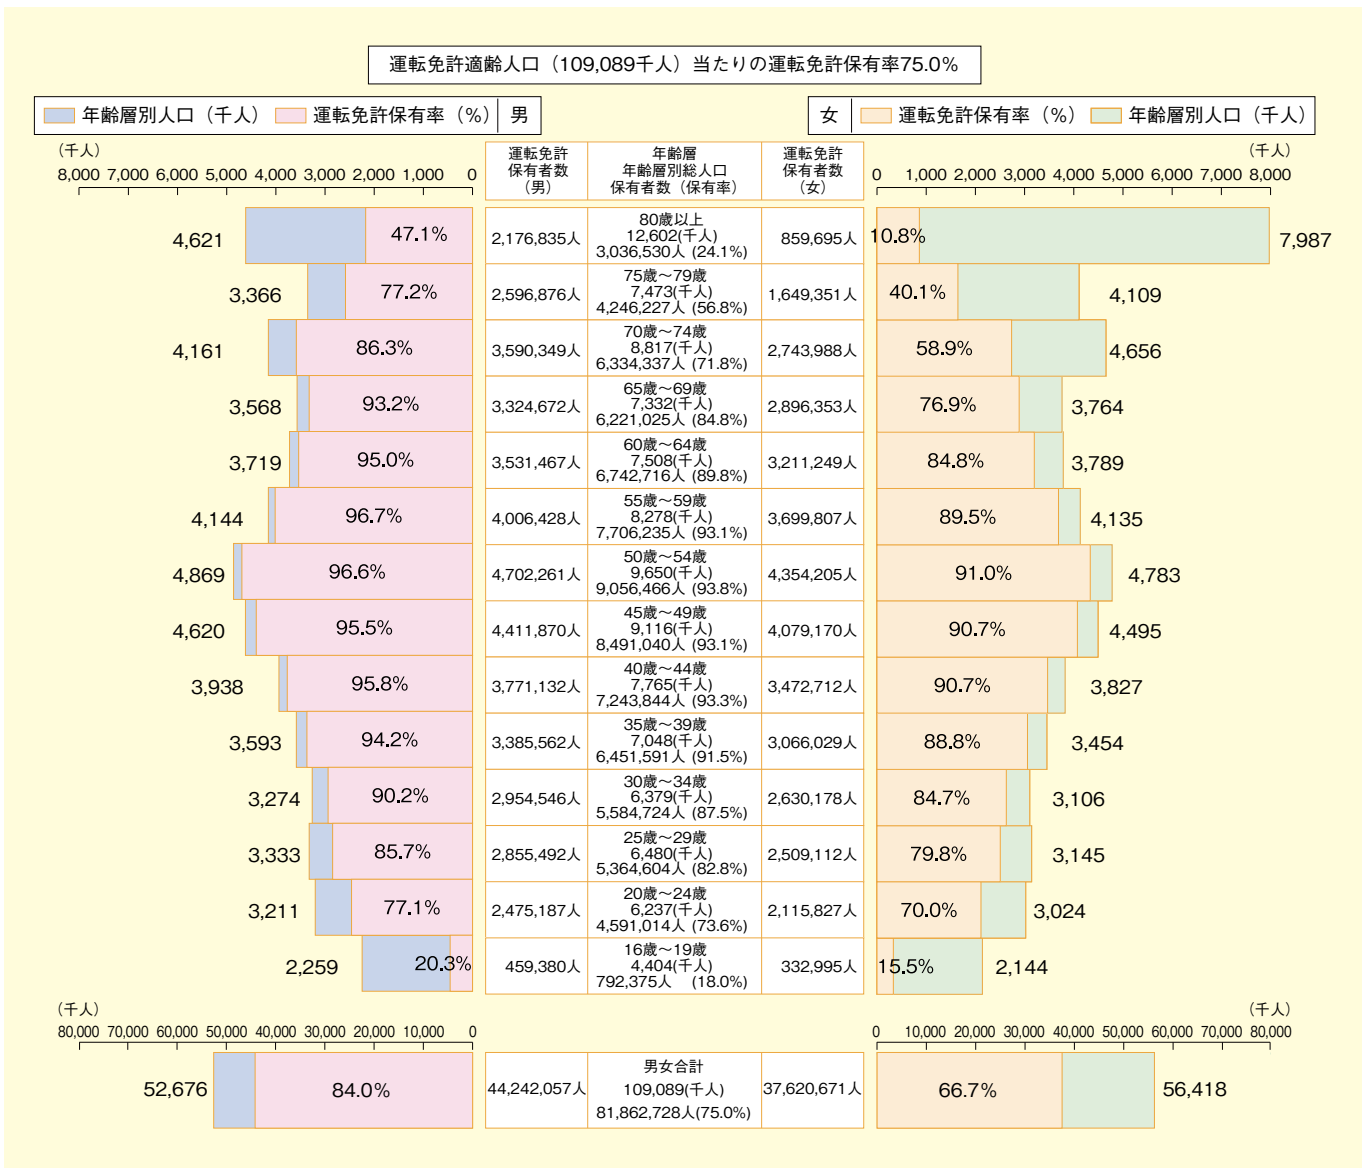 運転免許適齢人口（109,089千人）当たりの運転免許保有率75.0%
年齢層別人口（千人） 運転免許保有率（%） 男
女 運転免許保有率（%） 年齢層別人口（千人）
（千人）
8,000 7,000 6,000 5,000 4,000 3,000 2,000 1,000 0
運転免許
保有者数
（男）
年齢層
年齢層別総人口
保有者数（保有率）
運転免許
保有者数
（女）
（千人）
0 1,000 2,000 3,000 4,000 5,000 6,000 7,000 8,000
4,621 47.1% 2,176,835人
80歳以上
12,602(千人)
3,036,530人 (24.1%)
859,695人 10.8% 7,987
3,366 77.2% 2,596,876人
75歳〜79歳
7,473(千人)
4,246,227人 (56.8%)
1,649,351人 40.1% 4,109
4,161 86.3% 3,590,349人
70歳〜74歳
8,817(千人)
6,334,337人 (71.8%)
2,743,988人 58.9% 4,656
3,568 93.2% 3,324,672人
65歳〜69歳
7,332(千人)
6,221,025人 (84.8%)
2,896,353人 76.9% 3,764
3,719 95.0% 3,531,467人
60歳〜64歳
7,508(千人)
6,742,716人 (89.8%)
3,211,249人 84.8% 3,789
4,144 96.7% 4,006,428人
55歳〜59歳
8,278(千人)
7,706,235人 (93.1%)
3,699,807人 89.5% 4,135
4,869 96.6% 4,702,261人
50歳〜54歳
9,650(千人)
9,056,466人 (93.8%)
4,354,205人 91.0% 4,783
4,620 95.5% 4,411,870人
45歳〜49歳
9,116(千人)
8,491,040人 (93.1%)
4,079,170人 90.7% 4,495
3,938 95.8% 3,771,132人
40歳〜44歳
7,765(千人)
7,243,844人 (93.3%)
3,472,712人 90.7% 3,827
3,593 94.2% 3,385,562人
35歳〜39歳
7,048(千人)
6,451,591人 (91.5%)
3,066,029人 88.8% 3,454
3,274 90.2% 2,954,546人
30歳〜34歳
6,379(千人)
5,584,724人 (87.5%)
2,630,178人 84.7% 3,106
3,333 85.7% 2,855,492人
25歳〜29歳
6,480(千人)
5,364,604人 (82.8%)
2,509,112人 79.8% 3,145
3,211 77.1% 2,475,187人
20歳〜24歳
6,237(千人)
4,591,014人 (73.6%)
2,115,827人 70.0% 3,024
2,259 20.3% 459,380人
16歳〜19歳
4,404(千人)
792,375人 (18.0%)
332,995人 15.5% 2,144
（千人）
80,000 70,000 60,000 50,000 40,000 30,000 20,000 10,000 0
（千人）
0 10,000 20,000 30,000 40,000 50,000 60,000 70,000 80,000
52,676 84.0% 44,242,057人
男女合計
109,089(千人)
81,862,728人(75.0%)
37,620,671人 66.7% 56,418